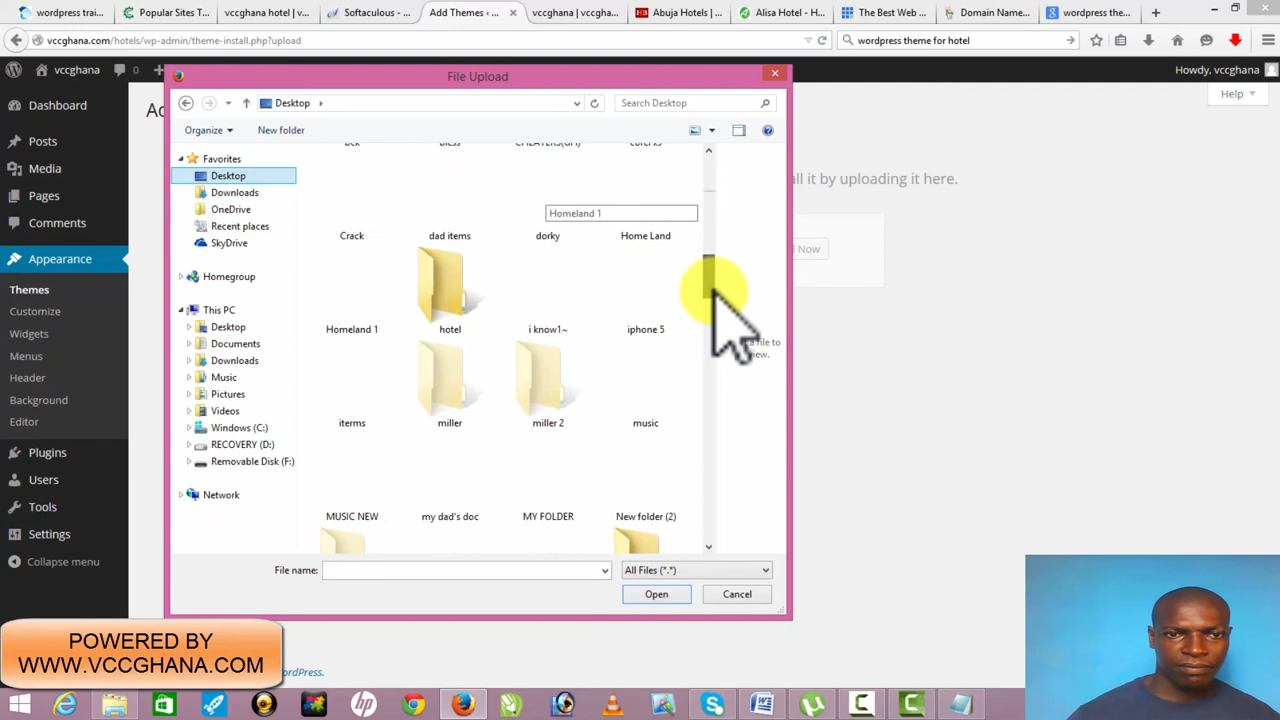 wordpress trai...
Popular Sites T...
vccghana hotel | v...
Softaculous - ...
Add Themes ‹ ...
vccghana | vccgha...
Abuja Hotels | ...
Alisa Hotel - H...
The Best Web ...
Domain Name...
wordpress the...
vccghana.com/hotels/wp-admin/theme-install.php?upload
wordpress theme for hotel
vccghana
0
Howdy, vccghana
Help
File Upload
Desktop
Search Desktop
Organize
New folder
Dashboard
Posts
Media
Pages
Comments
Appearance
Themes
Customize
Widgets
Menus
Header
Background
Editor
Plugins
Users
Tools
Settings
Collapse menu
Favorites
Desktop
Downloads
OneDrive
Recent places
SkyDrive
Homegroup
This PC
Desktop
Documents
Downloads
Music
Pictures
Videos
Windows (C:)
RECOVERY (D:)
Removable Disk (F:)
Network
Homeland 1
Crack
dad items
dorky
Home Land
Homeland 1
hotel
i know1~
iphone 5
iterms
miller
miller 2
music
MUSIC NEW
my dad's doc
MY FOLDER
New folder (2)
ll it by uploading it here.
l Now
a file to
File name:
All Files (*.*)
Open
Cancel
POWERED BY
WWW.VCCGHANA.COM
ordPress.